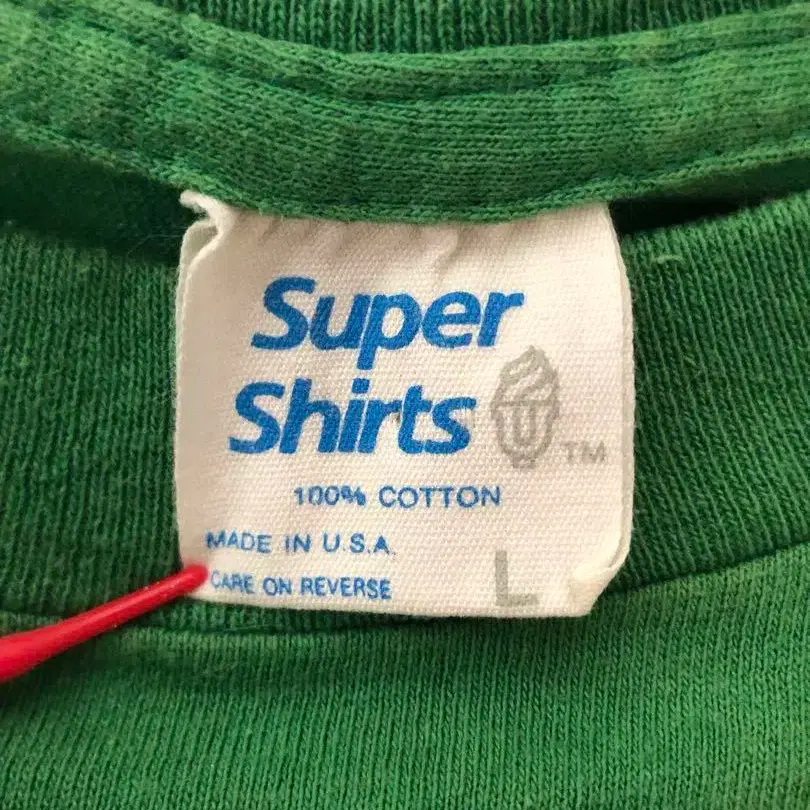 Super
Shirts
U TM
100% COTTON
MADE IN U.S.A.
CARE ON REVERSE
L